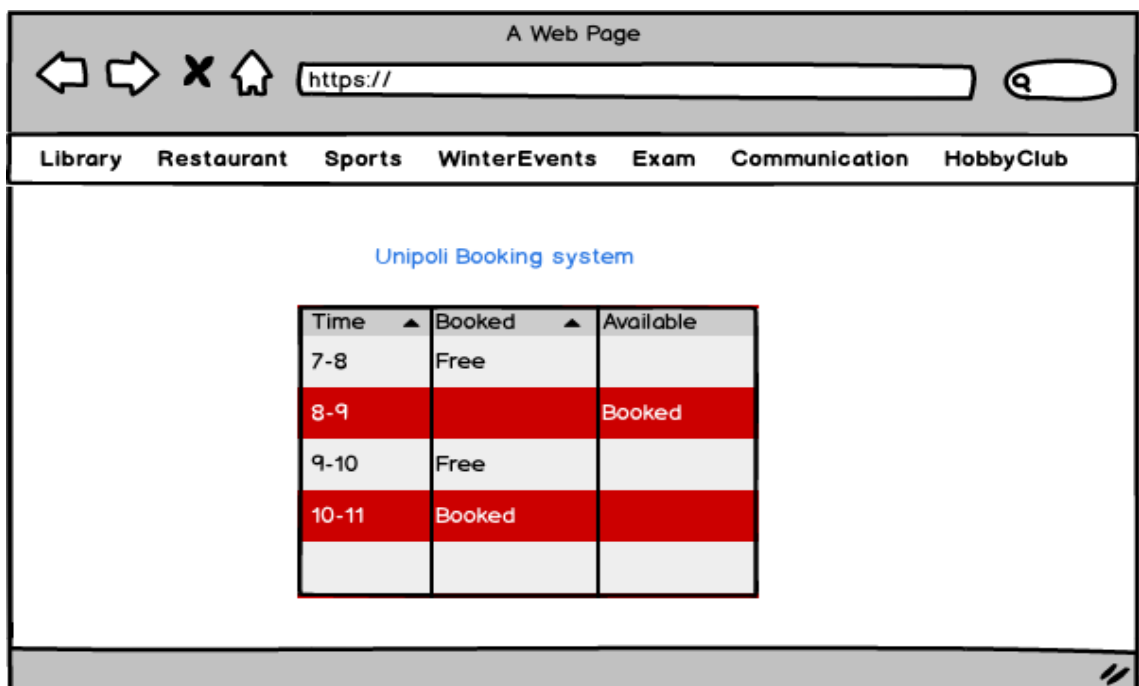 A Web Page
https://
Library Restaurant Sports WinterEvents Exam Communication HobbyClub
Unipoli Booking system
Time Booked Available
7-8 Free
8-9 Booked
9-10 Free
10-11 Booked